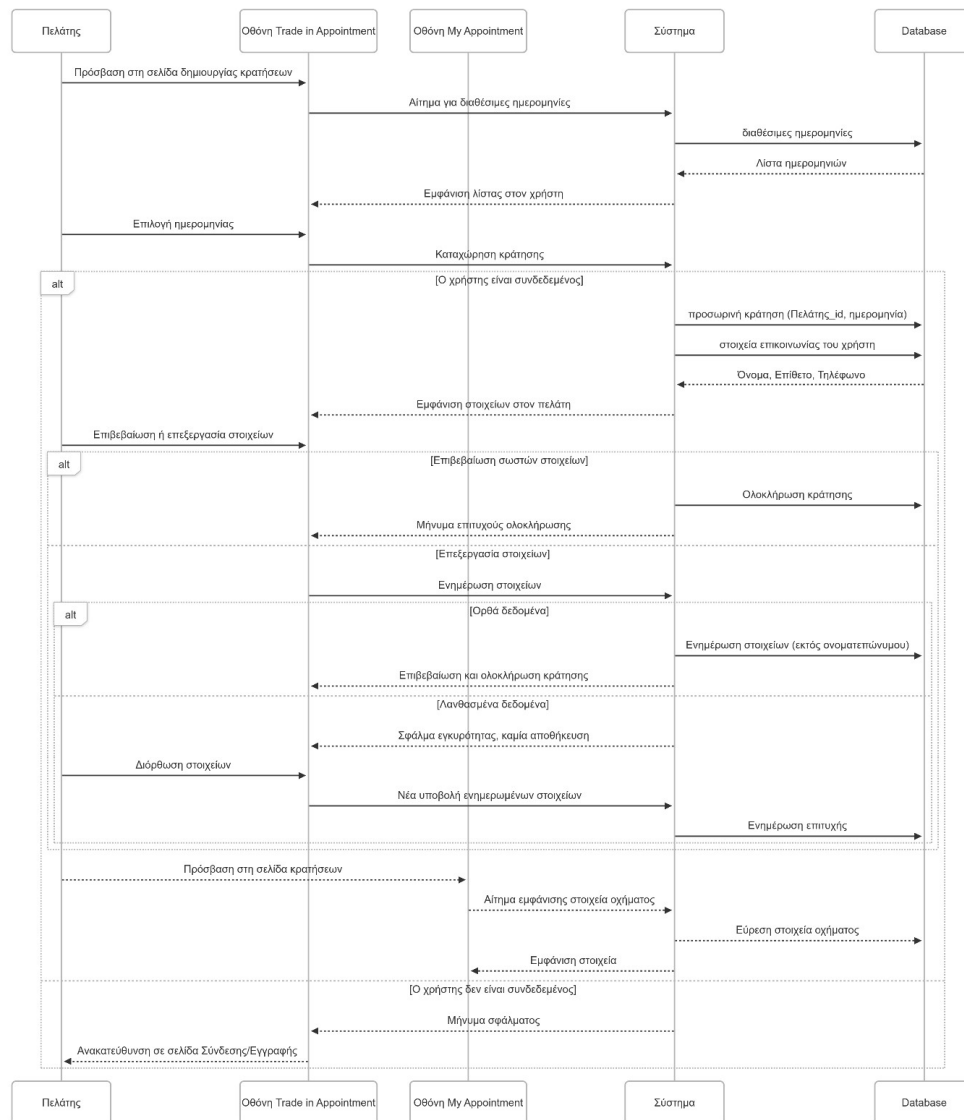 Πελάτης
Οθόνη Trade in Appointment
Οθόνη My Appointment
Σύστημα
Database
Πρόσβαση στη σελίδα δημιουργίας κρατήσεων
Αίτημα για διαθέσιμες ημερομηνίες
διαθέσιμες ημερομηνίες
Λίστα ημερομηνιών
Εμφάνιση λίστας στον χρήστη
Επιλογή ημερομηνίας
Καταχώρηση κράτησης
alt
[Ο χρήστης είναι συνδεδεμένος]
προσωρινή κράτηση (Πελάτης_id, ημερομηνία)
στοιχεία επικοινωνίας του χρήστη
Όνομα, Επίθετο, Τηλέφωνο
Εμφάνιση στοιχείων στον πελάτη
Επιβεβαίωση ή επεξεργασία στοιχείων
alt
[Επιβεβαίωση σωστών στοιχείων]
Ολοκλήρωση κράτησης
Μήνυμα επιτυχούς ολοκλήρωσης
[Επεξεργασία στοιχείων]
Ενημέρωση στοιχείων
alt
[Ορθά δεδομένα]
Ενημέρωση στοιχείων (εκτός ονοματεπώνυμου)
Επιβεβαίωση και ολοκλήρωση κράτησης
[Λανθασμένα δεδομένα]
Σφάλμα εγκυρότητας, καμία αποθήκευση
Διόρθωση στοιχείων
Νέα υποβολή ενημερωμένων στοιχείων
Ενημέρωση επιτυχής
Πρόσβαση στη σελίδα κρατήσεων
Αίτημα εμφάνισης στοιχεία οχήματος
Εύρεση στοιχεία οχήματος
Εμφάνιση στοιχεία
[Ο χρήστης δεν είναι συνδεδεμένος]
Μήνυμα σφάλματος
Ανακατεύθυνση σε σελίδα Σύνδεσης/Εγγραφής
Πελάτης
Οθόνη Trade in Appointment
Οθόνη My Appointment
Σύστημα
Database